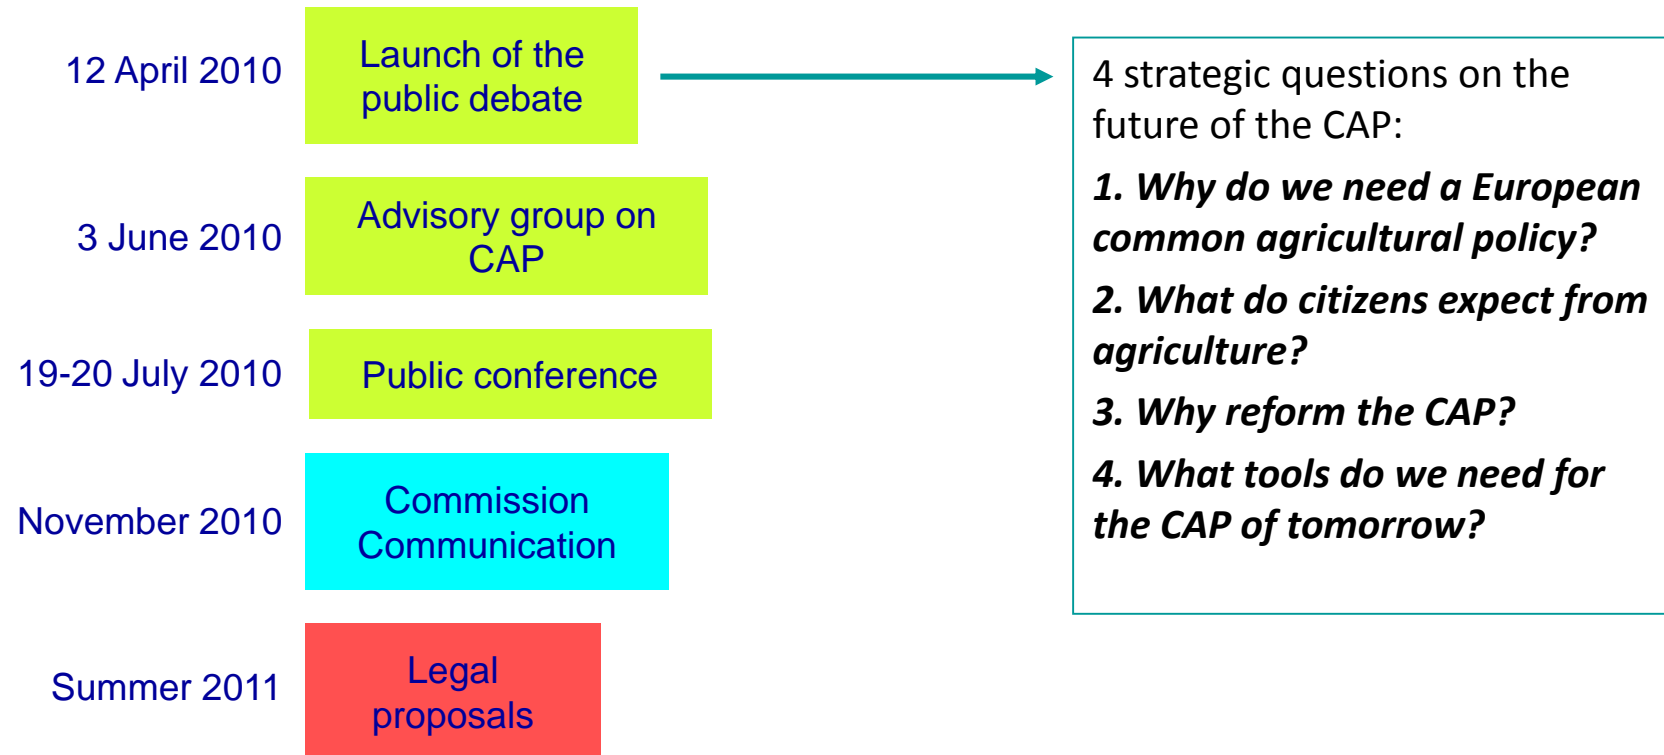 12 April 2010
Launch of the
public debate
3 June 2010
Advisory group on
CAP
19-20 July 2010
Public conference
November 2010
Commission
Communication
Summer 2011
Legal
proposals
4 strategic questions on the
future of the CAP:
1. Why do we need a European
common agricultural policy?
2. What do citizens expect from
agriculture?
3. Why reform the CAP?
4. What tools do we need for
the CAP of tomorrow?